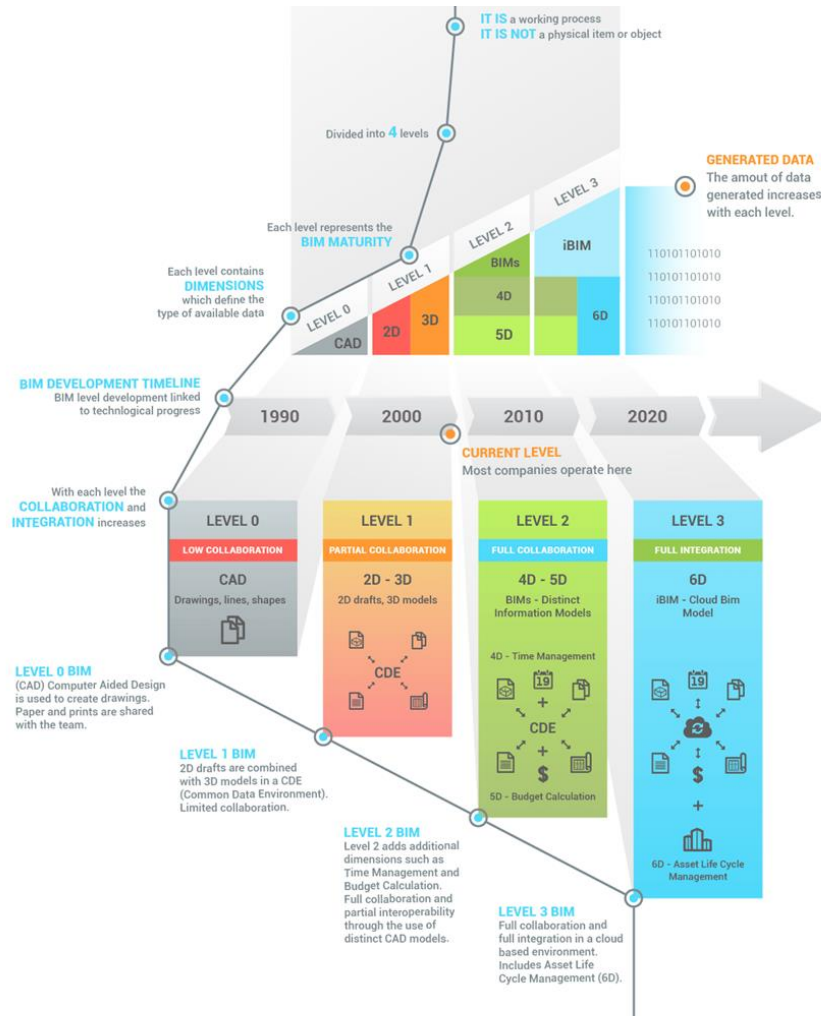 IT IS a working process
IT IS NOT a physical item or object
Divided into 4 levels
GENERATED DATA
The amout of data
generated increases
with each level.
Each level represents the
BIM MATURITY
Each level contains
DIMENSIONS
which define the
type of available data
LEVEL 0
LEVEL 1
LEVEL 2
LEVEL 3
CAD
2D
3D
BIMs
4D
5D
iBIM
6D
110101101010
110101101010
110101101010
110101101010
BIM DEVELOPMENT TIMELINE
BIM level development linked
to technlogical progress
1990
2000
2010
2020
CURRENT LEVEL
Most companies operate here
With each level the
COLLABORATION and
INTEGRATION increases
LEVEL 0
LOW COLLABORATION
CAD
Drawings, lines, shapes
LEVEL 1
PARTIAL COLLABORATION
2D - 3D
2D drafts, 3D models
CDE
LEVEL 2
FULL COLLABORATION
4D - 5D
BIMs - Distinct
Information Models
4D - Time Management
19
CDE
$
5D - Budget Calculation
LEVEL 3
FULL INTEGRATION
6D
iBIM - Cloud Bim
Model
19
$
6D - Asset Life Cycle
Management
LEVEL 0 BIM
(CAD) Computer Aided Design
is used to create drawings.
Paper and prints are shared
with the team.
LEVEL 1 BIM
2D drafts are combined
with 3D models in a CDE
(Common Data Environment).
Limited collaboration.
LEVEL 2 BIM
Level 2 adds additional
dimensions such as
Time Management and
Budget Calculation.
Full collaboration and
partial interoperability
through the use of
distinct CAD models.
LEVEL 3 BIM
Full collaboration and
full integration in a cloud
based environment.
Includes Asset Life
Cycle Management (6D).